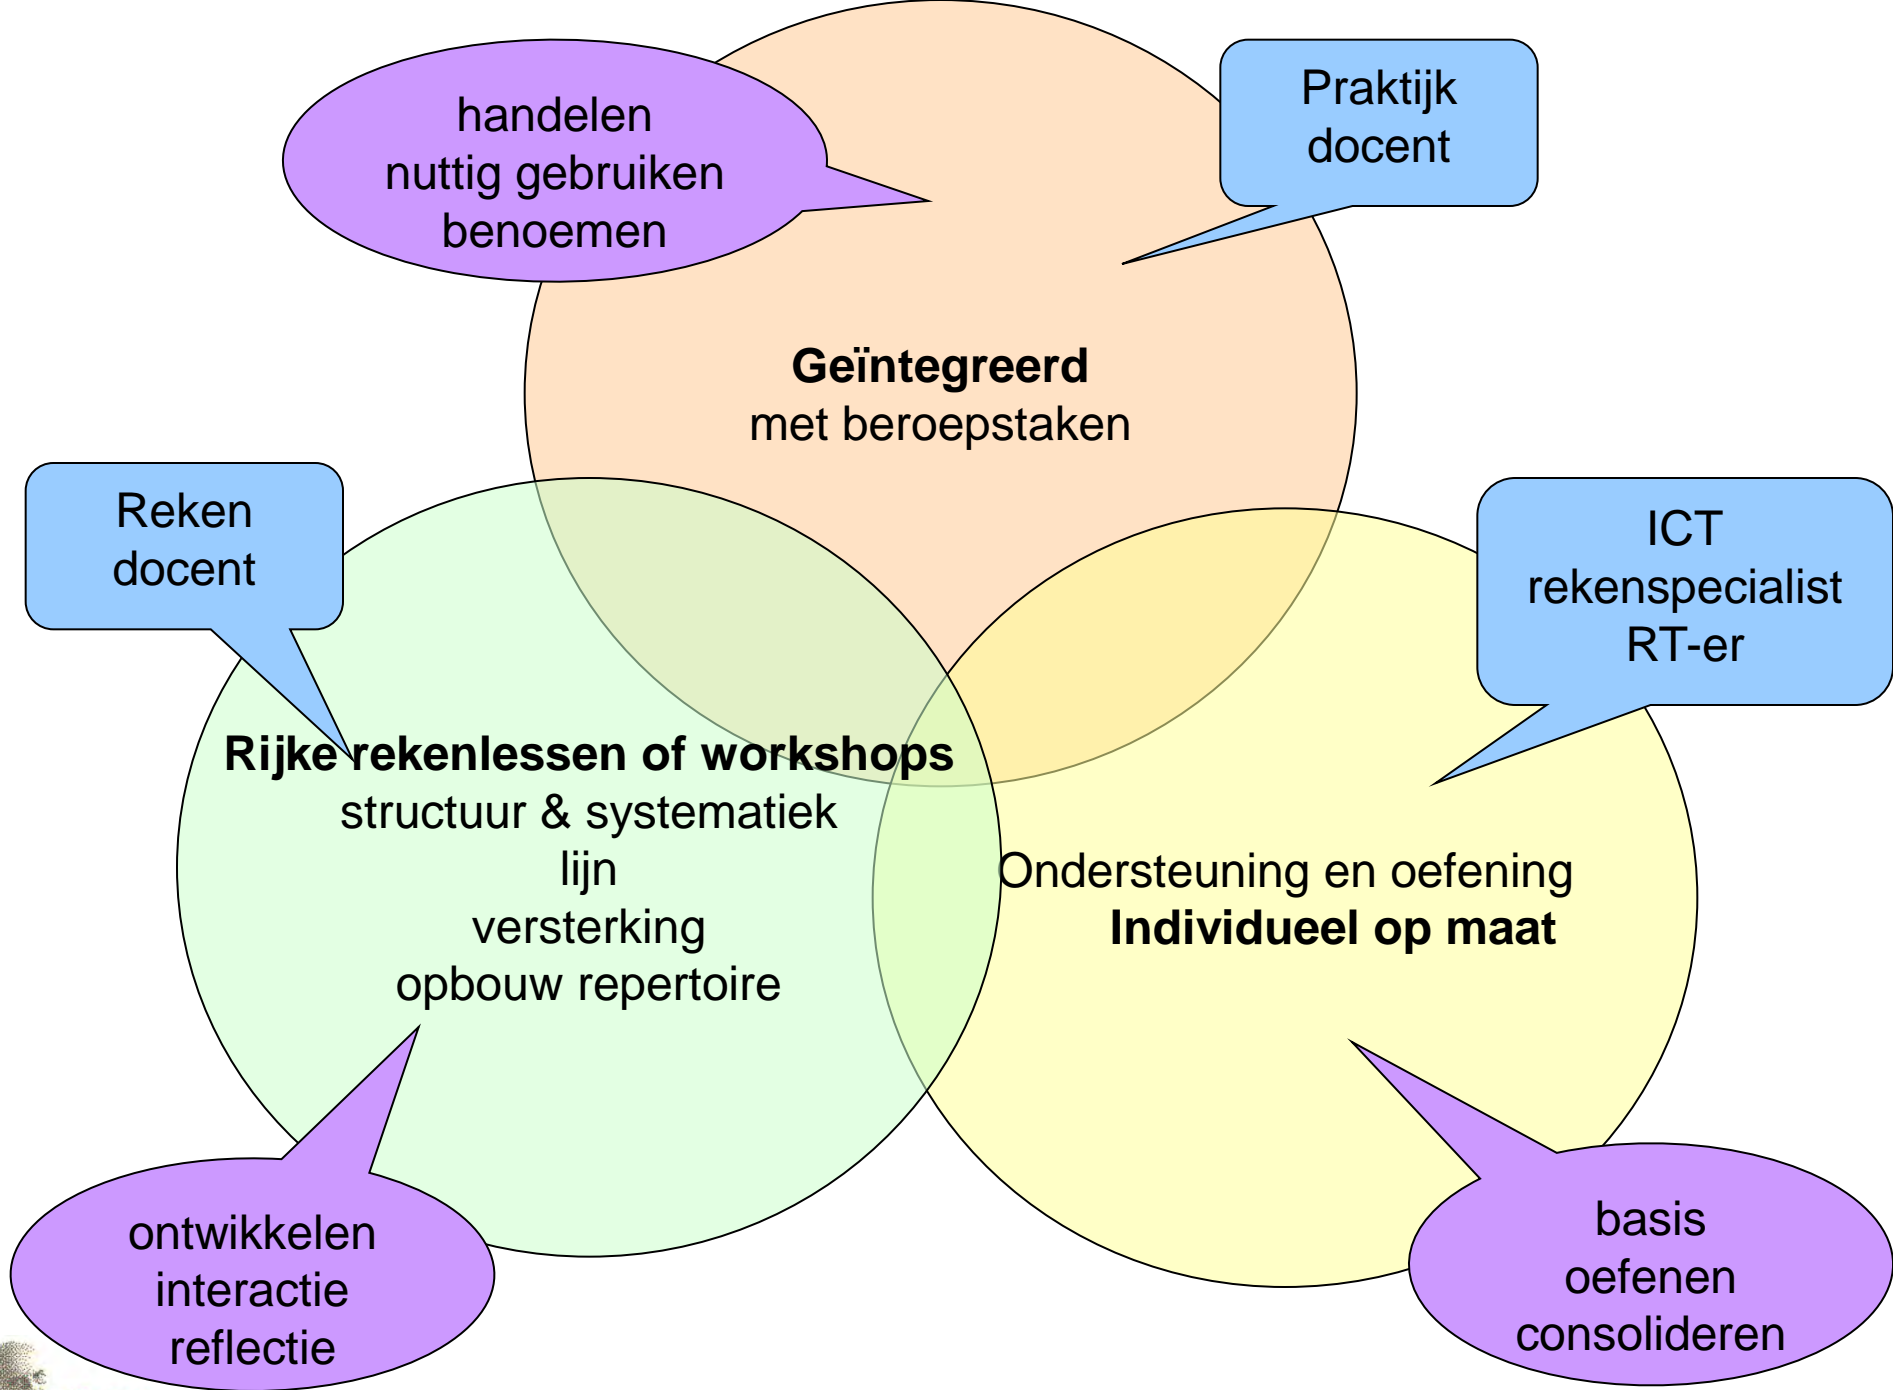 handelen
nuttig gebruiken
benoemen
Praktijk
docent
Geïntegreerd
met beroepstaken
Reken
docent
ICT
rekenspecialist
RT-er
Rijke rekenlessen of workshops
structuur & systematiek
lijn
versterking
opbouw repertoire
Ondersteuning en oefening
Individueel op maat
ontwikkelen
interactie
reflectie
basis
oefenen
consolideren